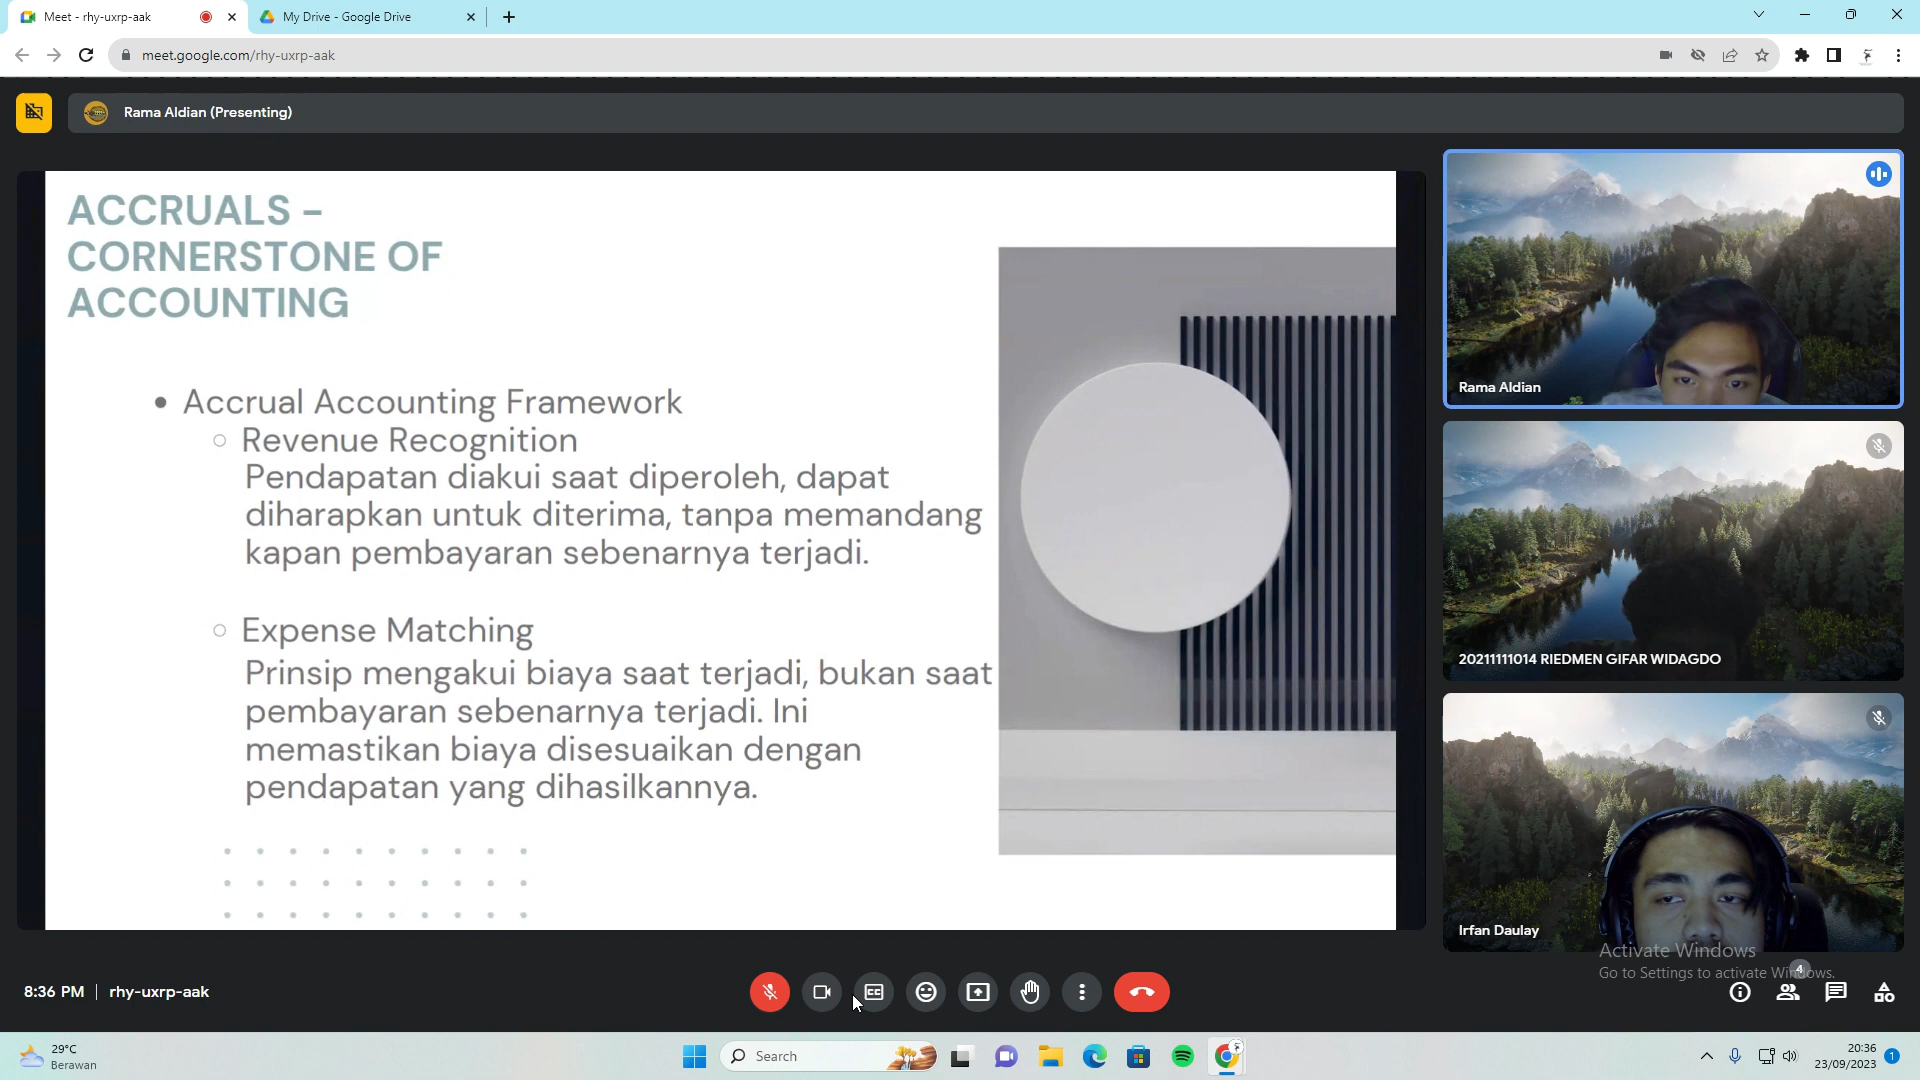 Meet - rhy-uxrp-aak
My Drive - Google Drive
meet.google.com/rhy-uxrp-aak
Rama Aldian (Presenting)
ACCRUALS –
CORNERSTONE OF
ACCOUNTING
Accrual Accounting Framework
Revenue Recognition
Pendapatan diakui saat diperoleh, dapat
diharapkan untuk diterima, tanpa memandang
kapan pembayaran sebenarnya terjadi.
Expense Matching
Prinsip mengakui biaya saat terjadi, bukan saat
pembayaran sebenarnya terjadi. Ini
memastikan biaya disesuaikan dengan
pendapatan yang dihasilkannya.
Rama Aldian
20211111014 RIEDMEN GIFAR WIDAGDO
Irfan Daulay
Activate Windows
Go to Settings to activate Windows.
4
8:36 PM | rhy-uxrp-aak
CC
29°C
Berawan
Search
20:36
23/09/2023
1